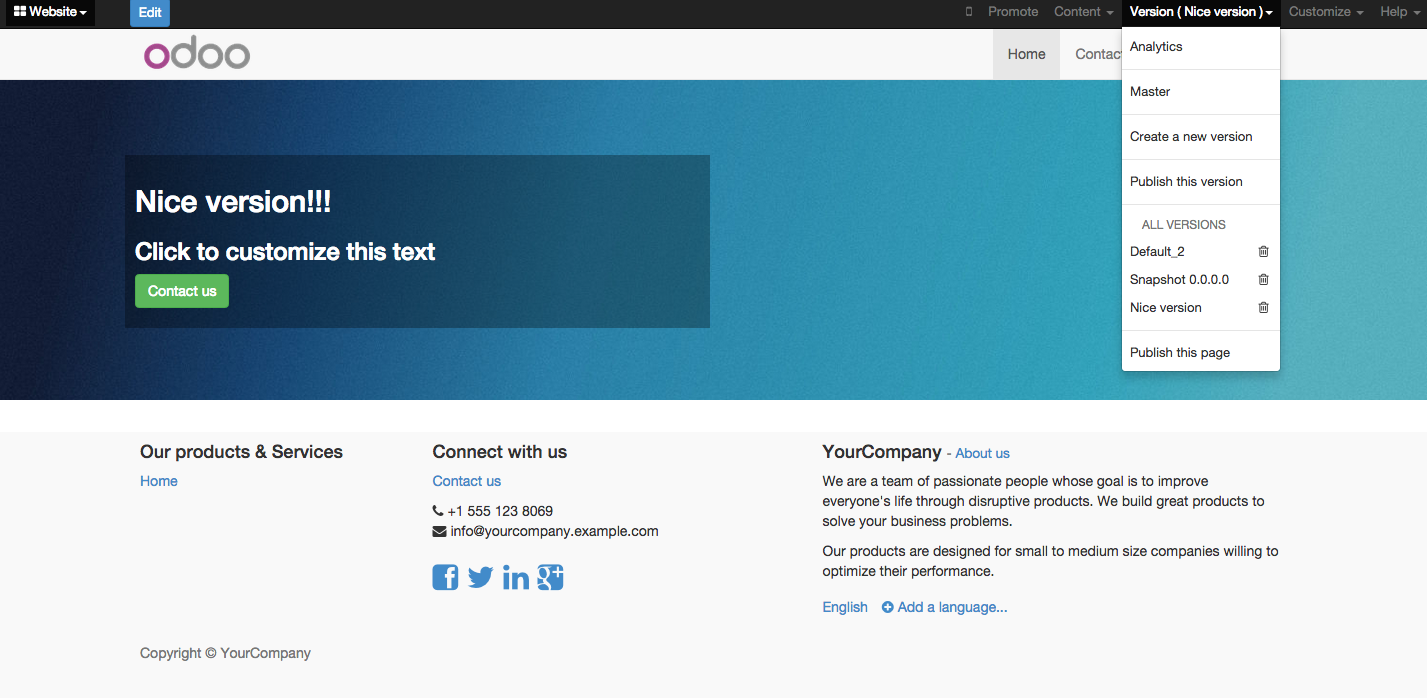 Website
Edit
Promote
Content
Version ( Nice version )
Customize
Help
odoo
Home
Contac
Analytics
Master
Create a new version
Publish this version
ALL VERSIONS
Default_2
Snapshot 0.0.0.0
Nice version
Publish this page
Nice version!!!
Click to customize this text
Contact us
Our products & Services
Home
Connect with us
Contact us
+1 555 123 8069
info@yourcompany.example.com
YourCompany - About us
We are a team of passionate people whose goal is to improve
everyone's life through disruptive products. We build great products to
solve your business problems.
Our products are designed for small to medium size companies willing to
optimize their performance.
English Add a language...
Copyright © YourCompany